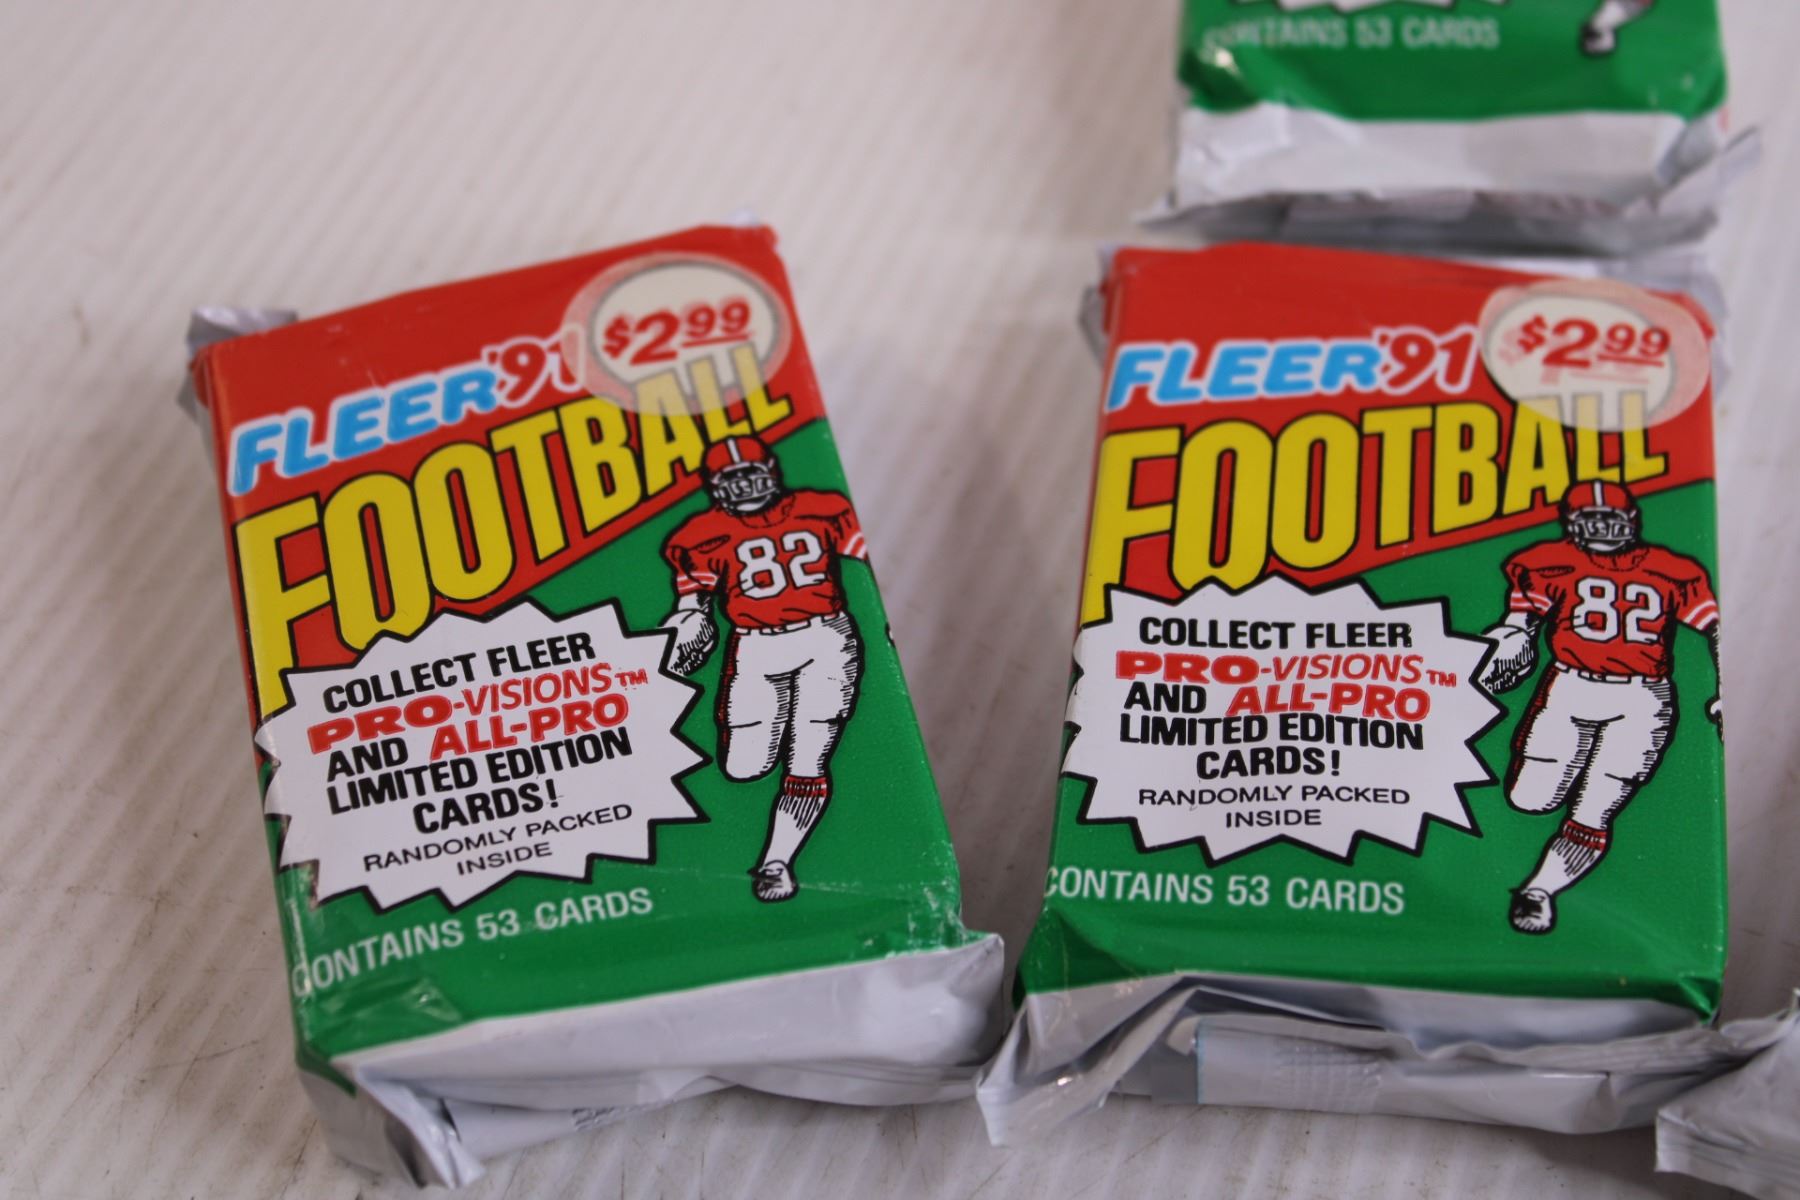 CONTAINS 53 CARDS
FLEER '91
$2.99
FOOTBALL
82
COLLECT FLEER
PRO-VISIONS™
AND ALL-PRO
LIMITED EDITION
CARDS!
RANDOMLY PACKED
INSIDE
CONTAINS 53 CARDS
FLEER '91
$2.99
FOOTBALL
82
COLLECT FLEER
PRO-VISIONS™
AND ALL-PRO
LIMITED EDITION
CARDS!
RANDOMLY PACKED
INSIDE
CONTAINS 53 CARDS